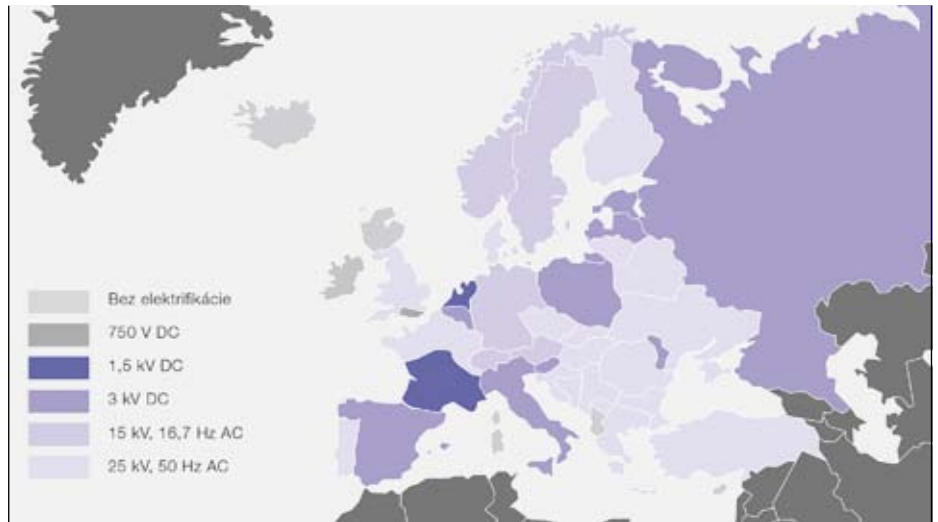 Bez elektrifikácie
750 V DC
1,5 kV DC
3 kV DC
15 kV, 16,7 Hz AC
25 kV, 50 Hz AC